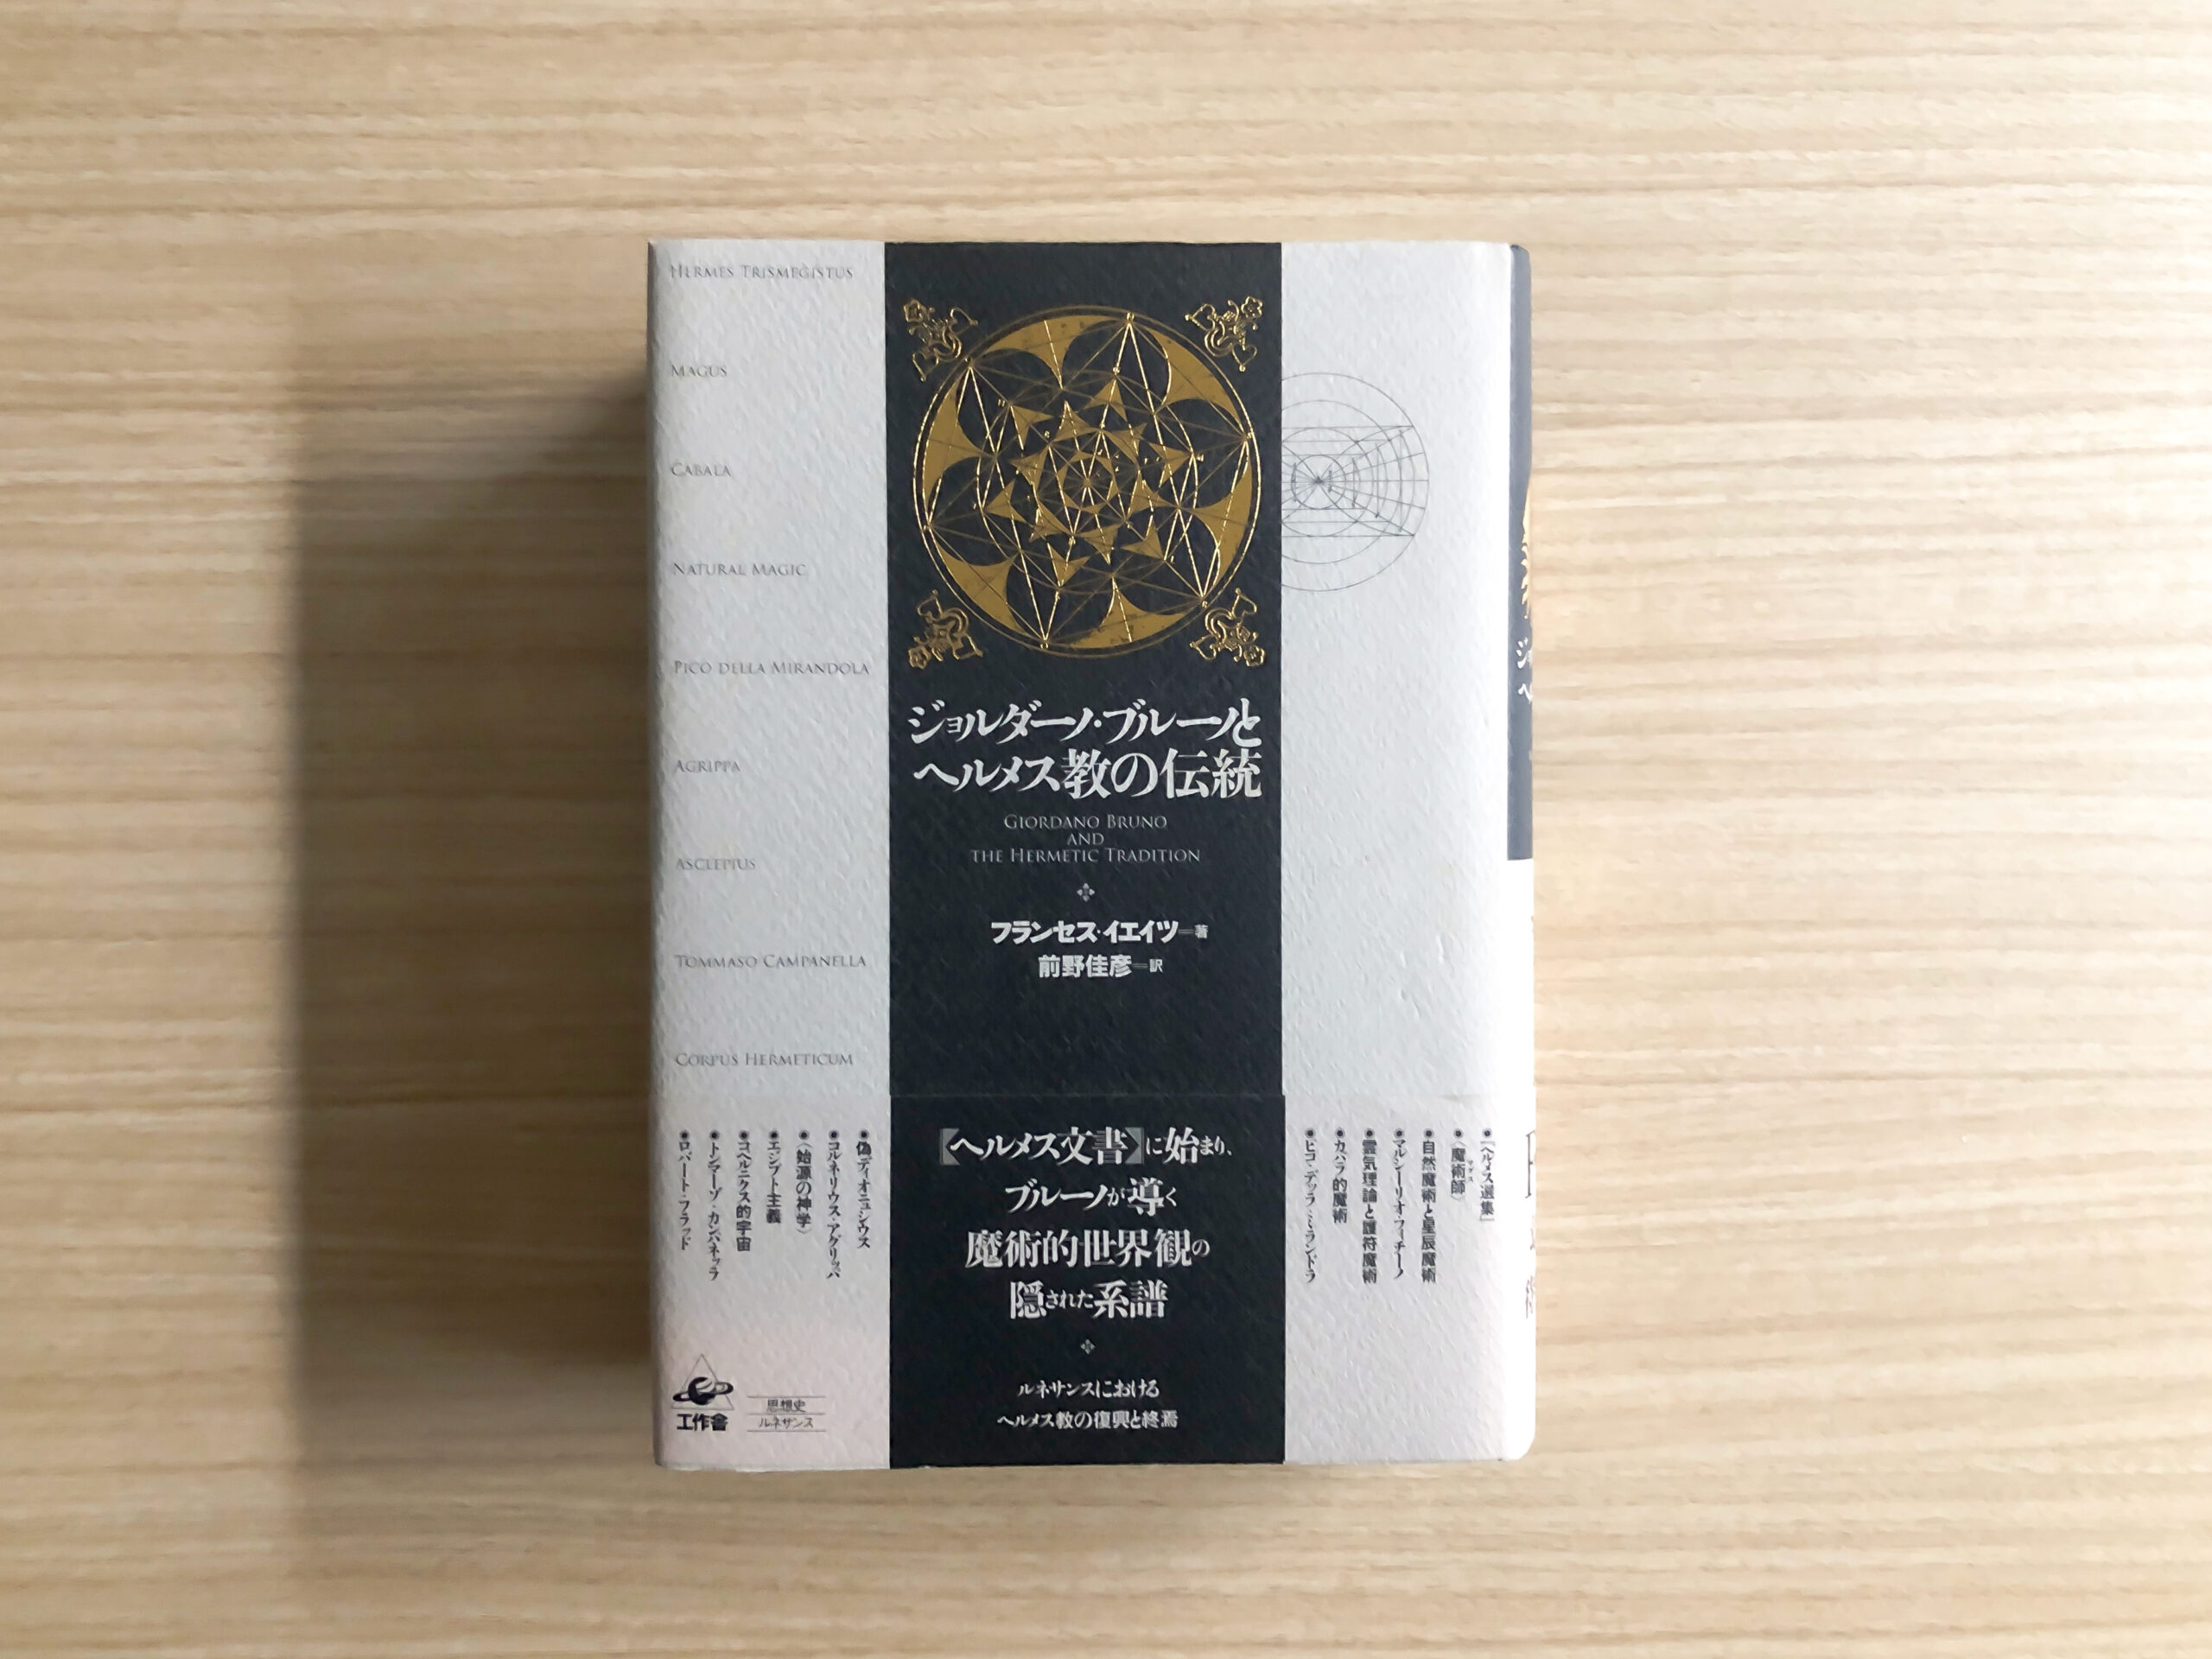 HERMES TRISMEGISTUS
MAGUS
CABALA
NATURAL MAGIC
PICO DELLA MIRANDOLA
AGRIPPA
ASCLEPIUS
TOMMASO CAMPANELLA
CORPUS HERMETICUM
ジョルダーノ・ブルーノと
ヘルメス教の伝統
GIORDANO BRUNO
AND
THE HERMETIC TRADITION
フランセス・イエイツ=著
前野佳彦=訳
《ヘルメス文書》に始まり、
ブルーノが導く
魔術的世界観の
隠された系譜
ルネサンスにおける
ヘルメス教の復興と終焉
●『ヘルメス選集』
●〈魔術師〉
マグス
●自然魔術と星辰魔術
●マルシーリオ・フィチーノ
●霊気理論と護符魔術
●カバラ的魔術
●ピコ・デッラ・ミランドラ
●偽ディオニュシウス
●コルネーリウス・アグリッパ
●〈始源の神学〉
●エジプト主義
●コペルニクス的宇宙
●トンマーゾ・カンパネッラ
●ロバート・フラッド
工作舎
思想史
ルネサンス